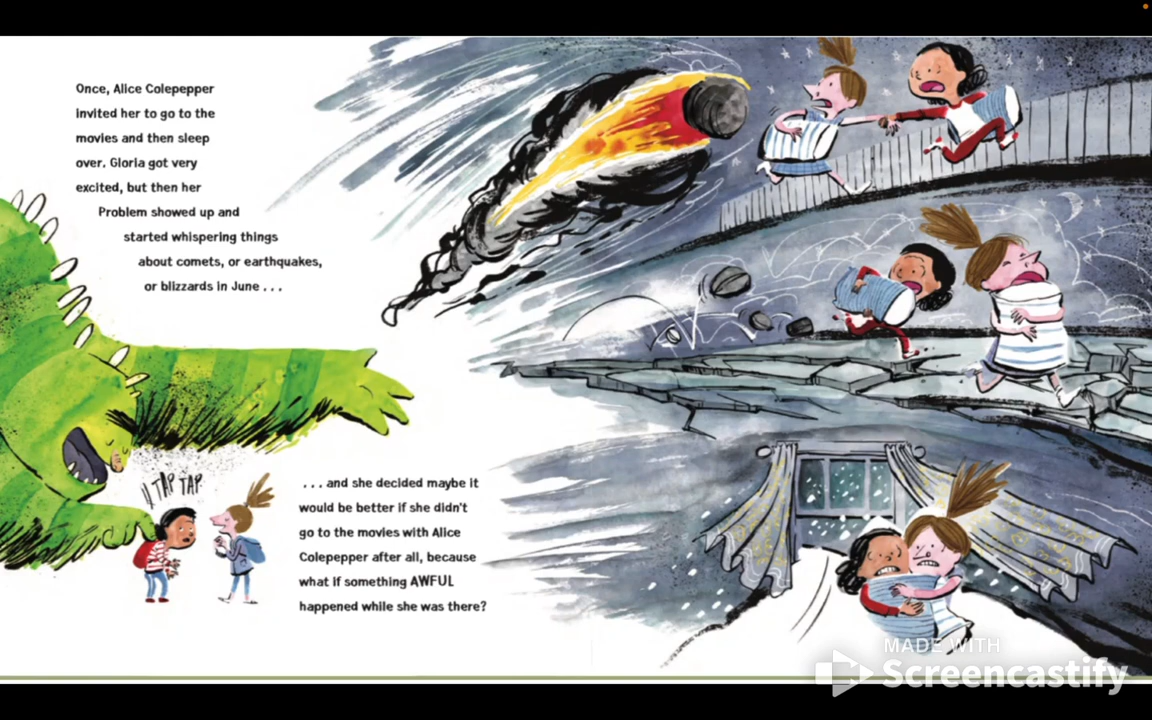 Once, Alice Colepepper
invited her to go to the
movies and then sleep
over. Gloria got very
excited, but then her
Problem showed up and
started whispering things
about comets, or earthquakes,
or blizzards in June . . .
TAP TAP
. . . and she decided maybe it
would be better if she didn't
go to the movies with Alice
Colepepper after all, because
what if something AWFUL
happened while she was there?
MADE WITH
Screencastify